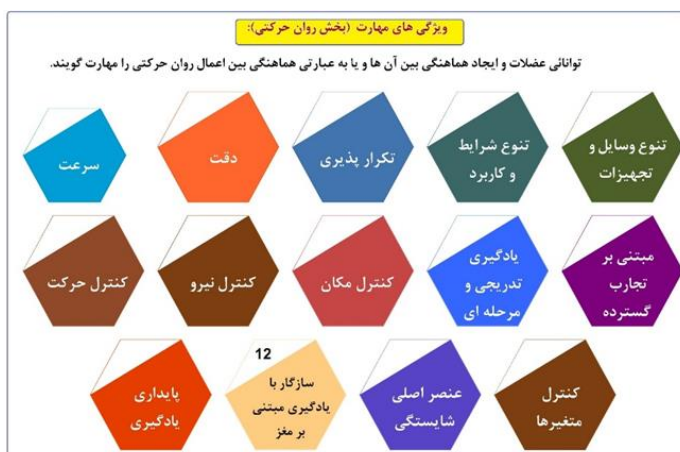 ویژگی های مهارت (بخش روان حرکتی):
توانائی عضلات و ایجاد هماهنگی بین آن ها و یا به عبارتی هماهنگی بین اعمال روان حرکتی را مهارت گویند.
تنوع وسایل و
تجهیزات
تنوع شرایط
و کاربرد
تکرار پذیری
دقت
سرعت
مبتنی بر
تجارب
گسترده
یادگیری
تدریجی و
مرحله ای
کنترل مکان
کنترل نیرو
کنترل حرکت
کنترل
متغیرها
عنصر اصلی
شایستگی
12
سازگار با
یادگیری مبتنی
بر مغز
پایداری
یادگیری